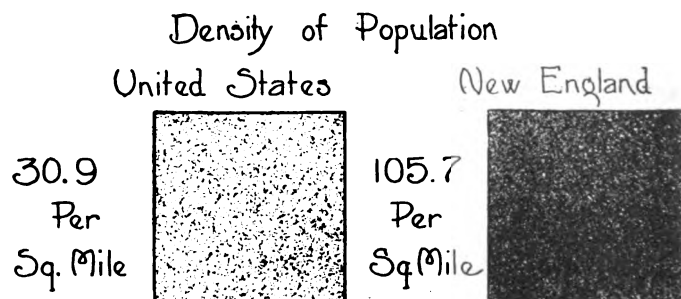 Density of Population
United States
New England
30.9
Per
Sq. Mile
105.7
Per
Sq Mile